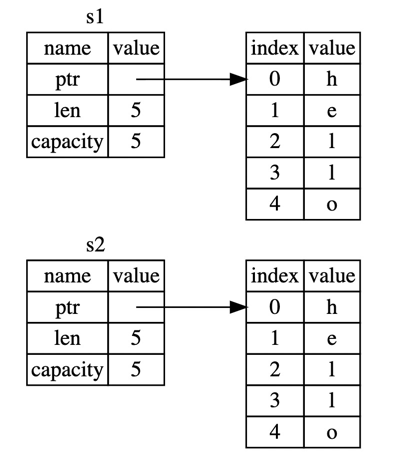 s1
name value
ptr
len 5
capacity 5
index value
0 h
1 e
2 l
3 l
4 o
s2
name value
ptr
len 5
capacity 5
index value
0 h
1 e
2 l
3 l
4 o